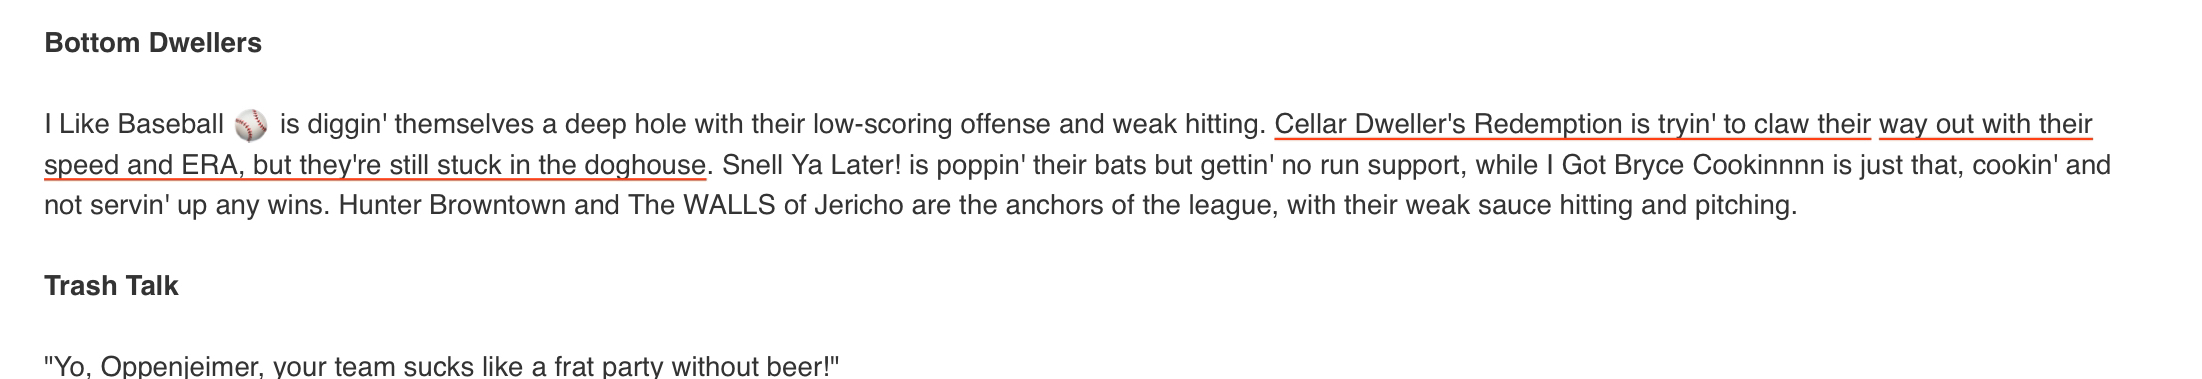 Bottom Dwellers
I Like Baseball ⚾ is diggin' themselves a deep hole with their low-scoring offense and weak hitting. Cellar Dweller's Redemption is tryin' to claw their way out with their
speed and ERA, but they're still stuck in the doghouse. Snell Ya Later! is poppin' their bats but gettin' no run support, while I Got Bryce Cookinnnn is just that, cookin' and
not servin' up any wins. Hunter Browntown and The WALLS of Jericho are the anchors of the league, with their weak sauce hitting and pitching.
Trash Talk
"Yo, Oppenjeimer, your team sucks like a frat party without beer!"